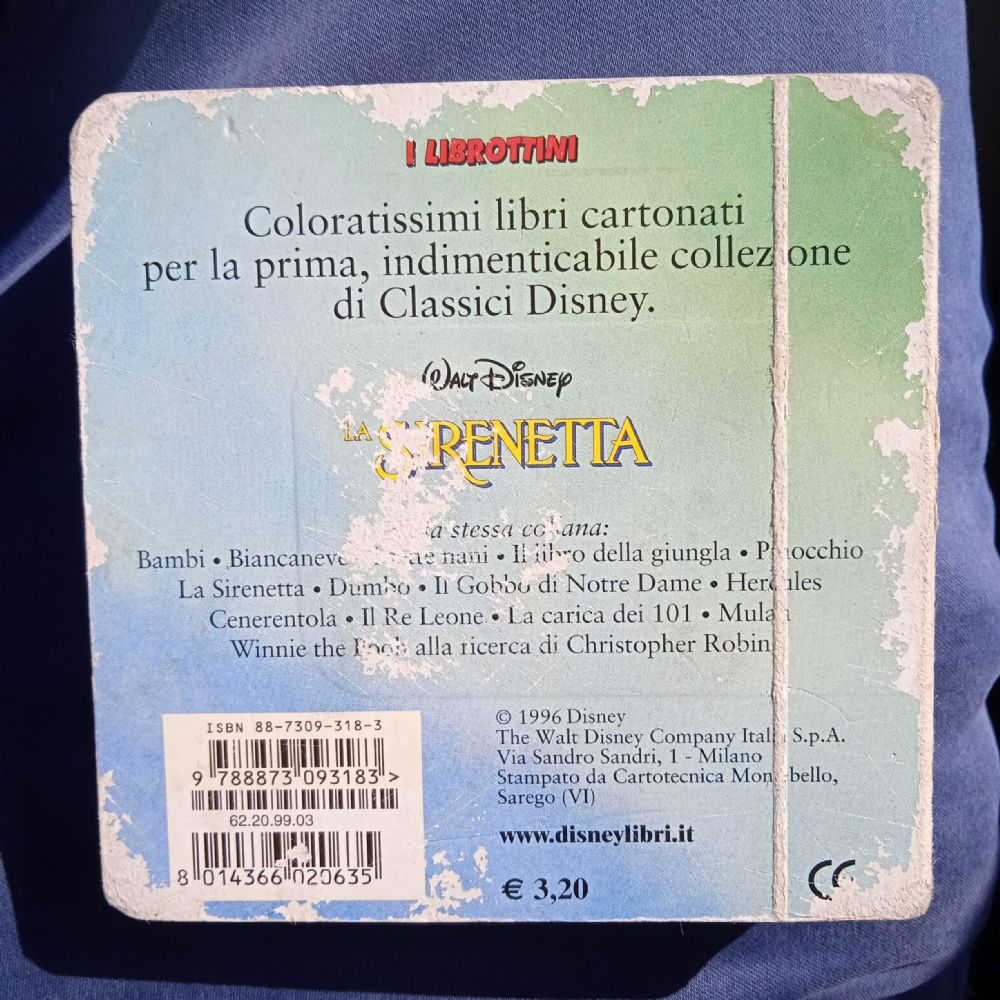 I LIBROTTINI
Coloratissimi libri cartonati
per la prima, indimenticabile collezione
di Classici Disney.
WALT DISNEY
LA SIRENETTA
stessa collana:
Bambi • Biancaneve nani • Il libro della giungla • Pinocchio
La Sirenetta • Dumbo • Il Gobbo di Notre Dame • Hercules
Cenerentola • Il Re Leone • La carica dei 101 • Mulan
Winnie the Pooh alla ricerca di Christopher Robin
ISBN 88-7309-318-3
9 788873 093183 >
62.20.99.03
8 014366 020635
© 1996 Disney
The Walt Disney Company Italia S.p.A.
Via Sandro Sandri, 1 - Milano
Stampato da Cartotecnica Montebello,
Sarego (VI)
www.disneylibri.it
€ 3,20
CE